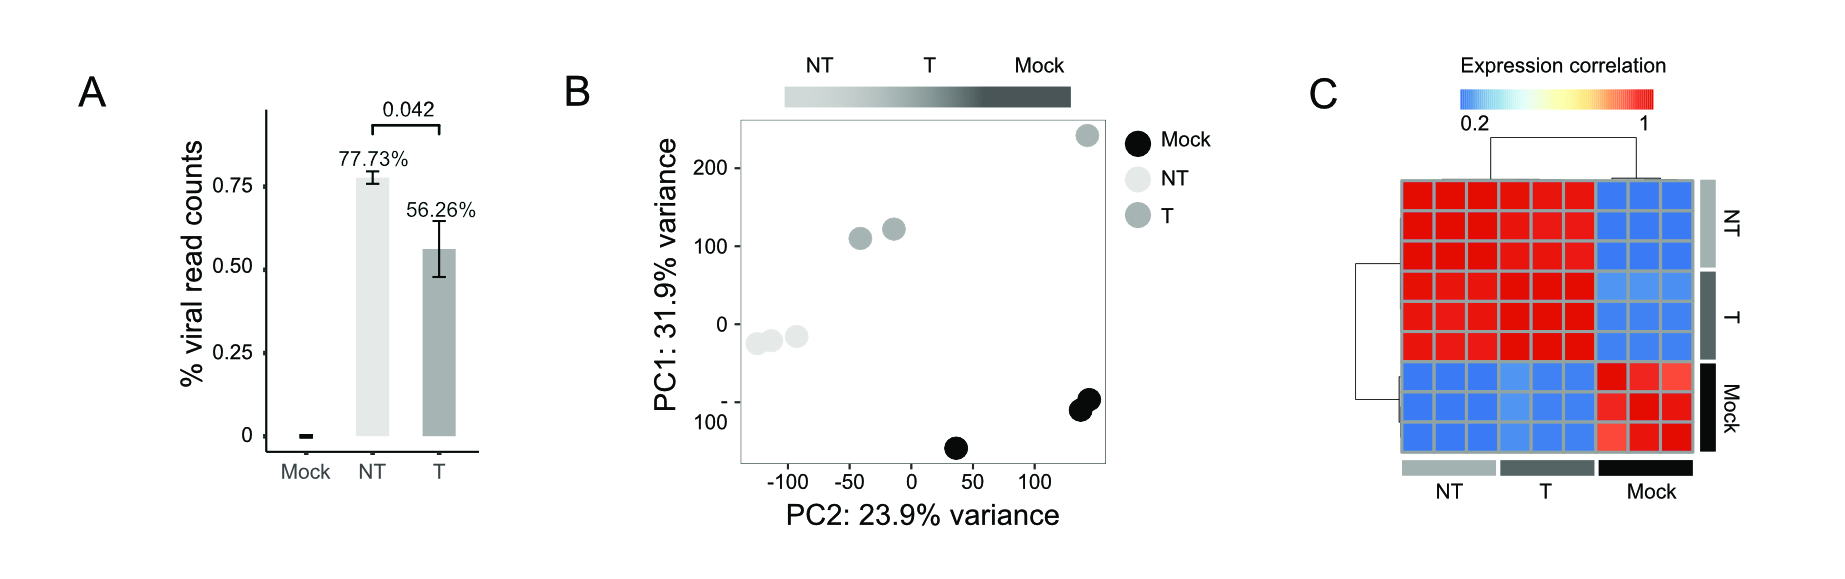 A
% viral read counts
0.75
0.50
0.25
0
0.042
77.73%
56.26%
Mock NT T
B
NT T Mock
PC1: 31.9% variance
200
100
0
-
100
-100 -50 0 50 100
PC2: 23.9% variance
Mock
NT
T
C
Expression correlation
0.2 1
NT
T
Mock
NT T Mock